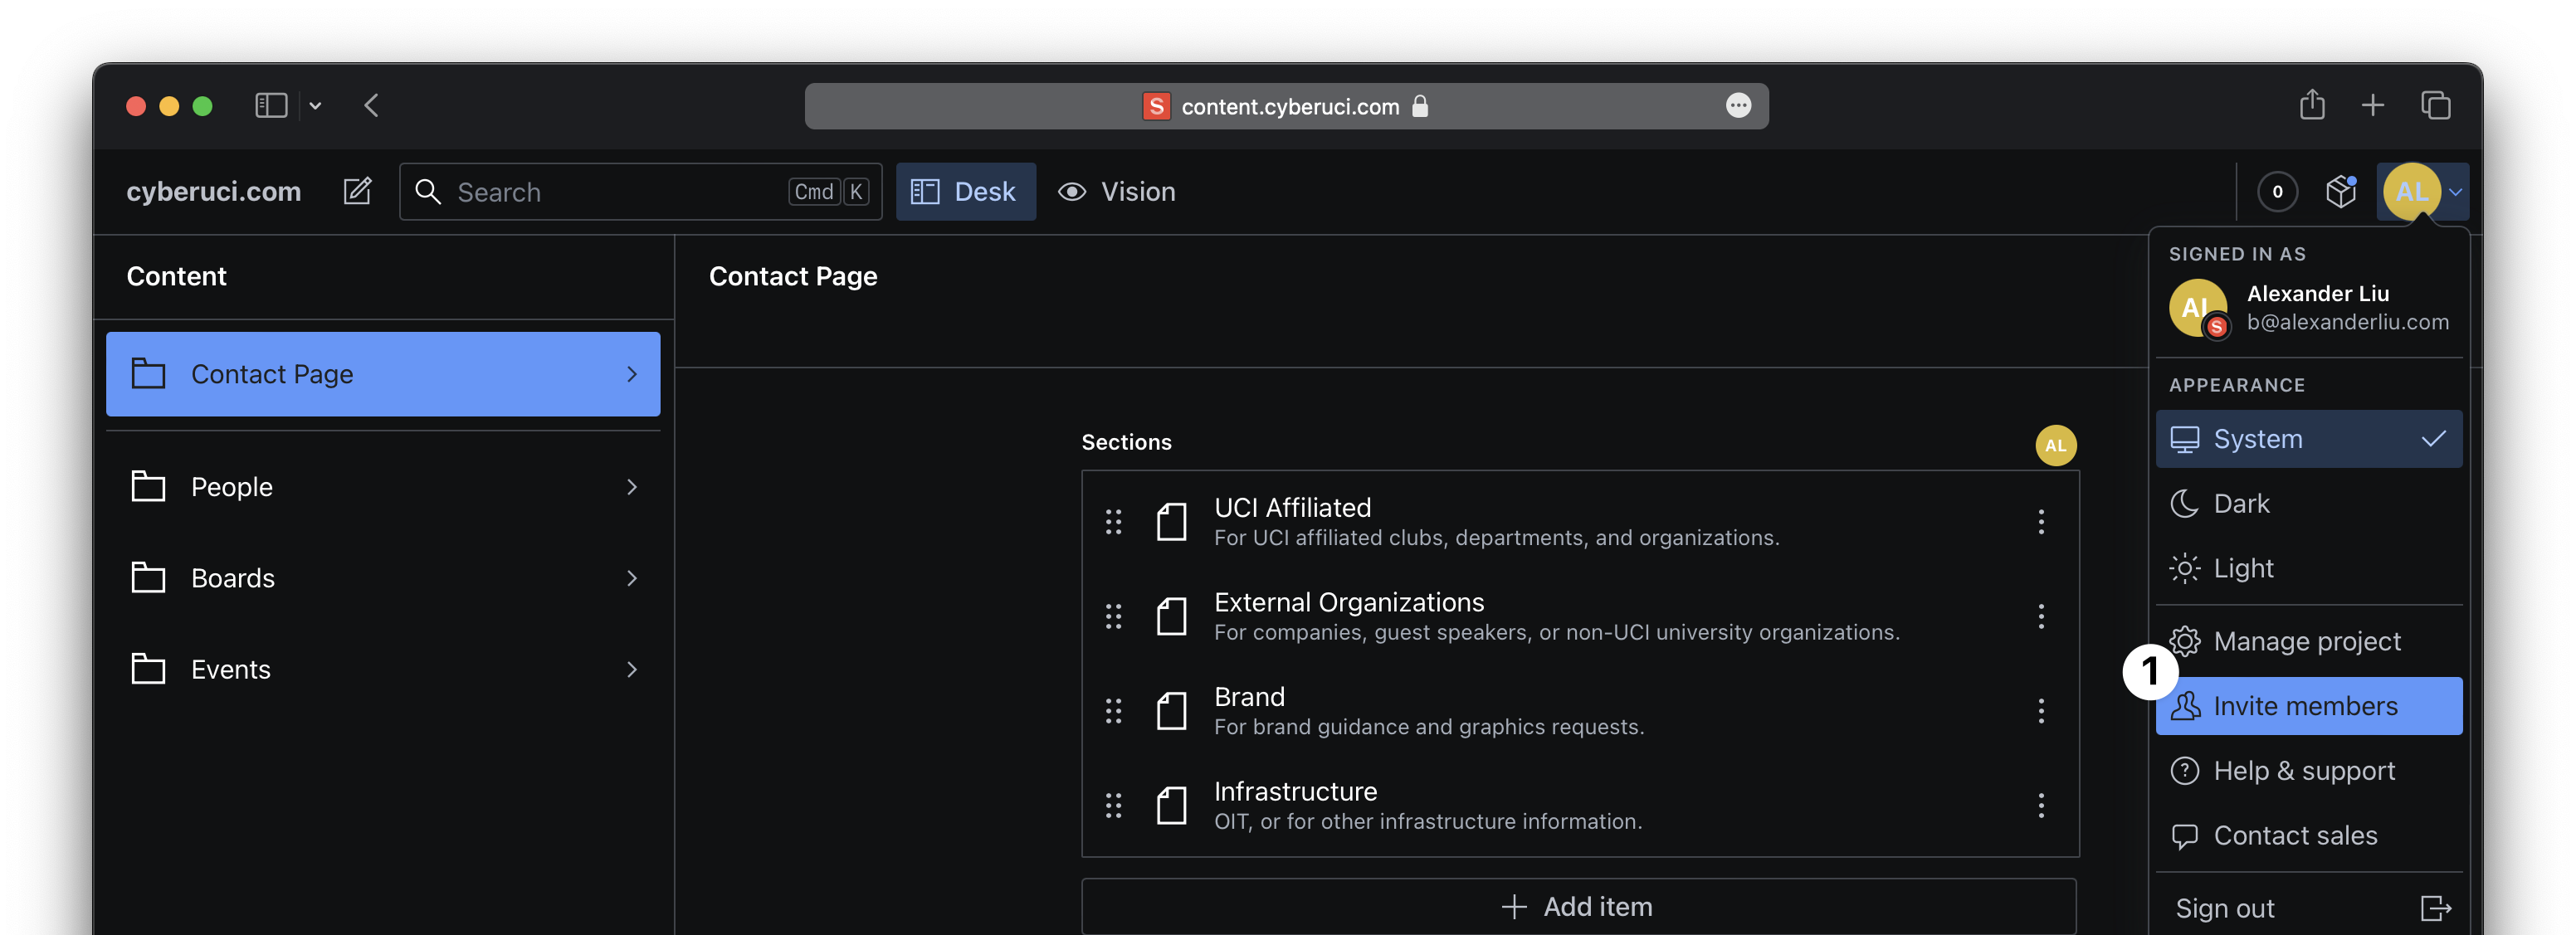 S content.cyberuci.com
cyberuci.com
Search
Cmd K
Desk
Vision
0
AL
Content
Contact Page
People
Boards
Events
Contact Page
Sections
AL
UCI Affiliated
For UCI affiliated clubs, departments, and organizations.
External Organizations
For companies, guest speakers, or non-UCI university organizations.
Brand
For brand guidance and graphics requests.
Infrastructure
OIT, or for other infrastructure information.
Add item
SIGNED IN AS
AL
S
Alexander Liu
b@alexanderliu.com
APPEARANCE
System
Dark
Light
Manage project
1
Invite members
Help & support
Contact sales
Sign out